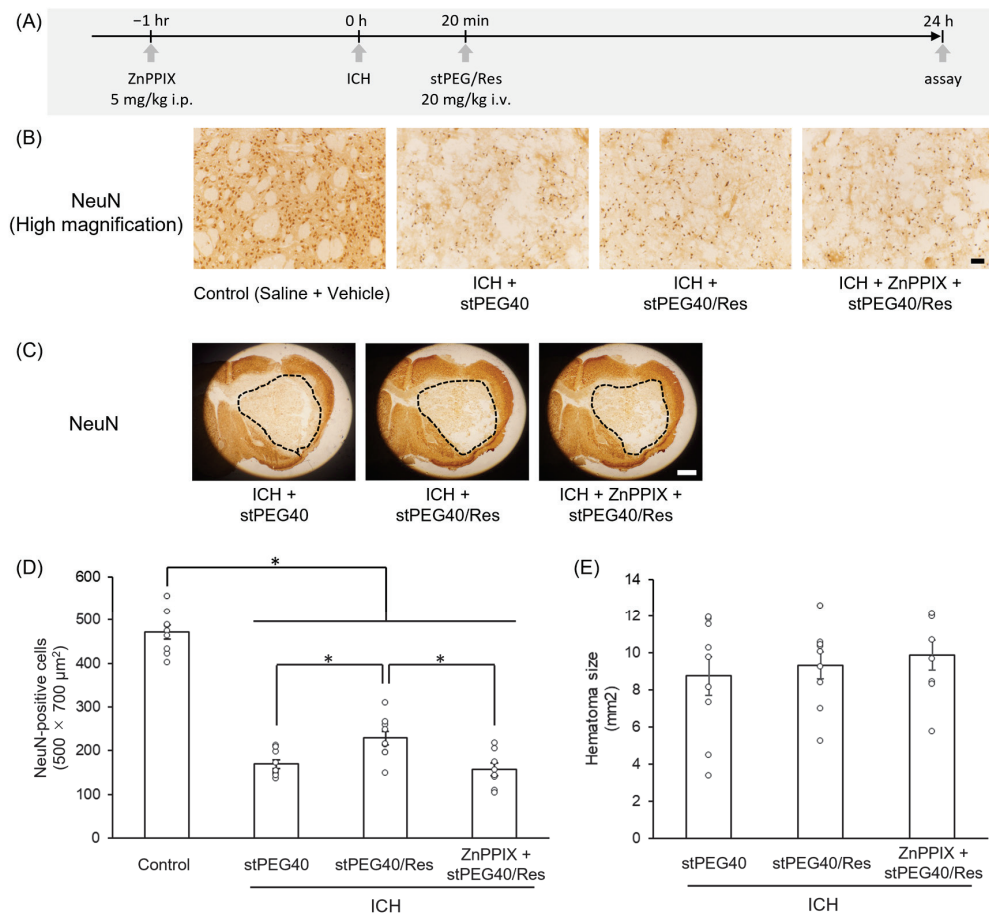 (A)
−1 hr
0 h
20 min
24 h
ZnPPIX
5 mg/kg i.p.
ICH
stPEG/Res
20 mg/kg i.v.
assay
(B)
NeuN
(High magnification)
Control (Saline + Vehicle)
ICH +
stPEG40
ICH +
stPEG40/Res
ICH + ZnPPIX +
stPEG40/Res
(C)
NeuN
ICH +
stPEG40
ICH +
stPEG40/Res
ICH + ZnPPIX +
stPEG40/Res
(D)
NeuN-positive cells
(500 × 700 μm²)
600
500
400
300
200
100
0
*
*
*
Control
stPEG40
stPEG40/Res
ZnPPIX +
stPEG40/Res
ICH
(E)
Hematoma size
(mm2)
14
12
10
8
6
4
2
0
stPEG40
stPEG40/Res
ZnPPIX +
stPEG40/Res
ICH